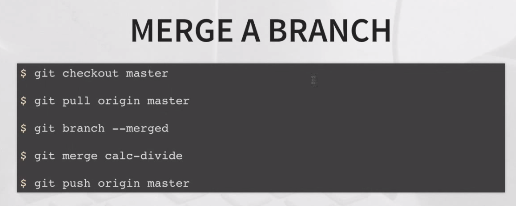 MERGE A BRANCH
$ git checkout master
$ git pull origin master
$ git branch --merged
$ git merge calc-divide
$ git push origin master